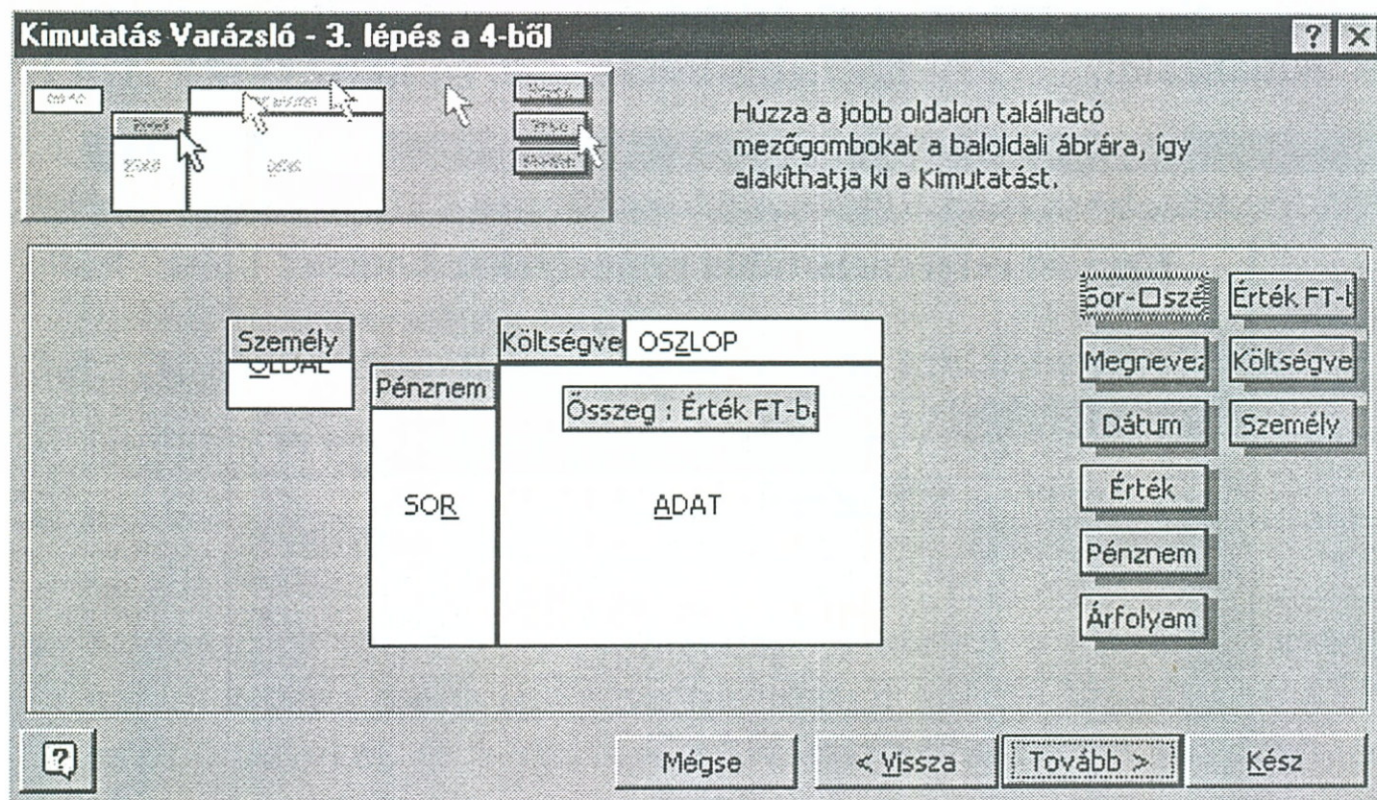 Kimutatás Varázsló - 3. lépés a 4-ből
Húzza a jobb oldalon található
mezőgombokat a baloldali ábrára, így
alakíthatja ki a Kimutatást.
Személy
OLDAL
Költségve OSZLOP
Pénznem
Összeg : Érték FT-b
SOR
ADAT
Sor-□szá
Érték FT-b
Megnevez
Költségve
Dátum
Személy
Érték
Pénznem
Árfolyam
Mégse
< Vissza
Tovább >
Kész